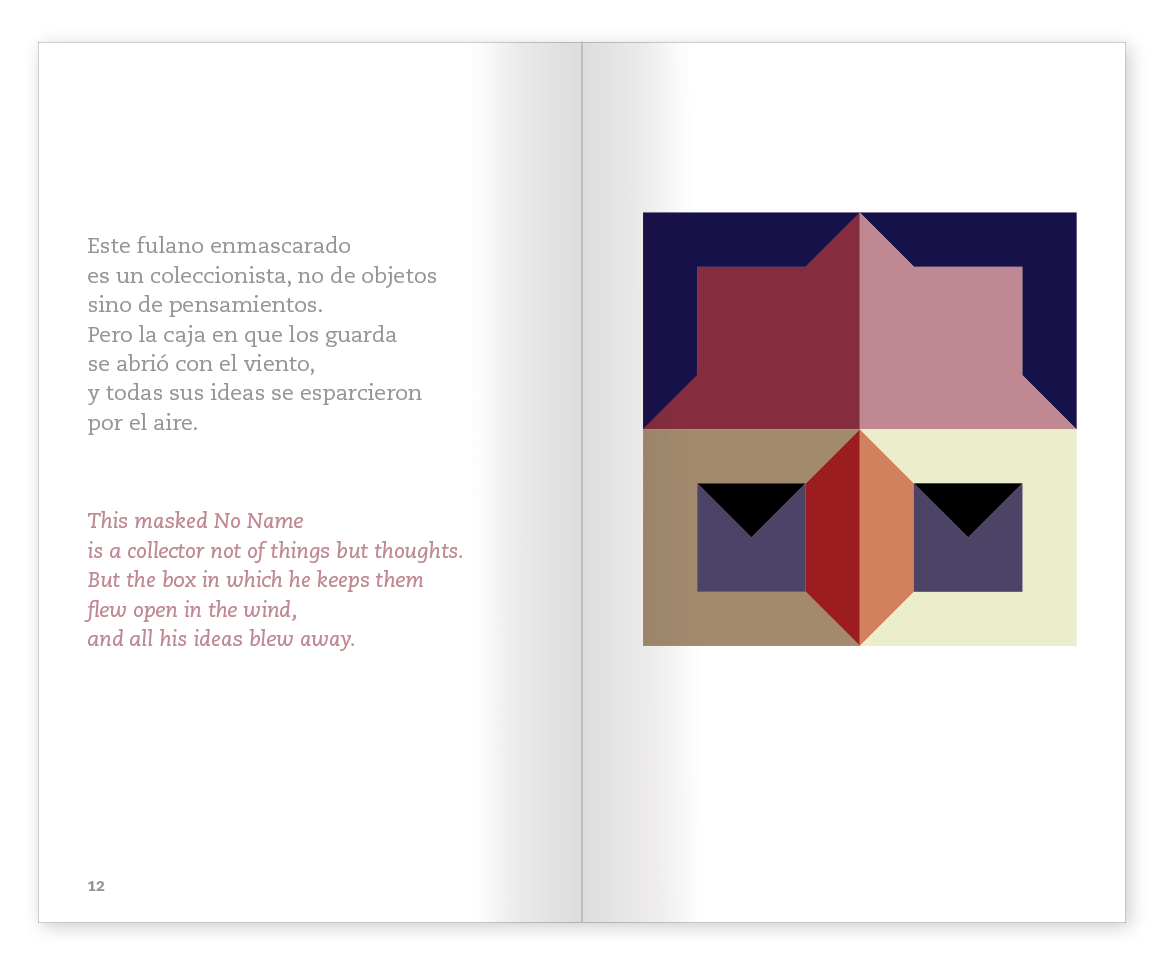 Este fulano enmascarado
es un coleccionista, no de objetos
sino de pensamientos.
Pero la caja en que los guarda
se abrió con el viento,
y todas sus ideas se esparcieron
por el aire.
This masked No Name
is a collector not of things but thoughts.
But the box in which he keeps them
flew open in the wind,
and all his ideas blew away.
12